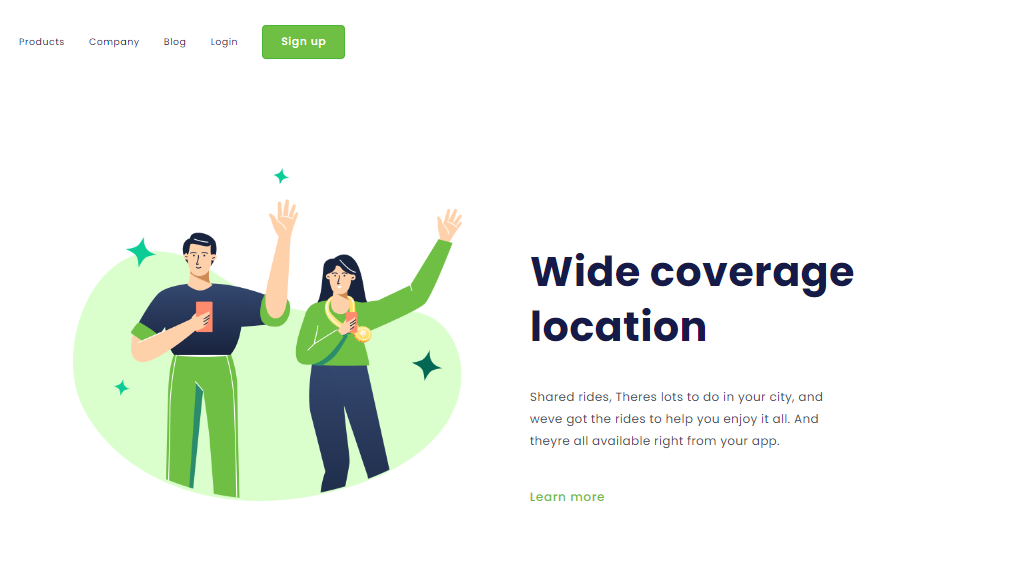 Products Company Blog Login Sign up
Wide coverage
location
Shared rides, Theres lots to do in your city, and
weve got the rides to help you enjoy it all. And
theyre all available right from your app.
Learn more